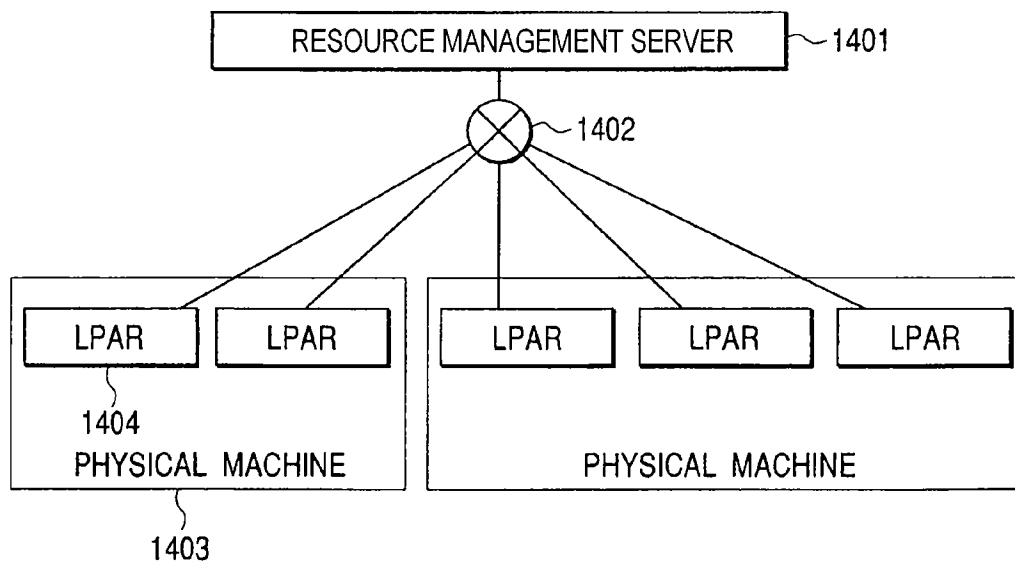 RESOURCE MANAGEMENT SERVER
1401
1402
LPAR
LPAR
LPAR
LPAR
LPAR
1404
PHYSICAL MACHINE
PHYSICAL MACHINE
1403